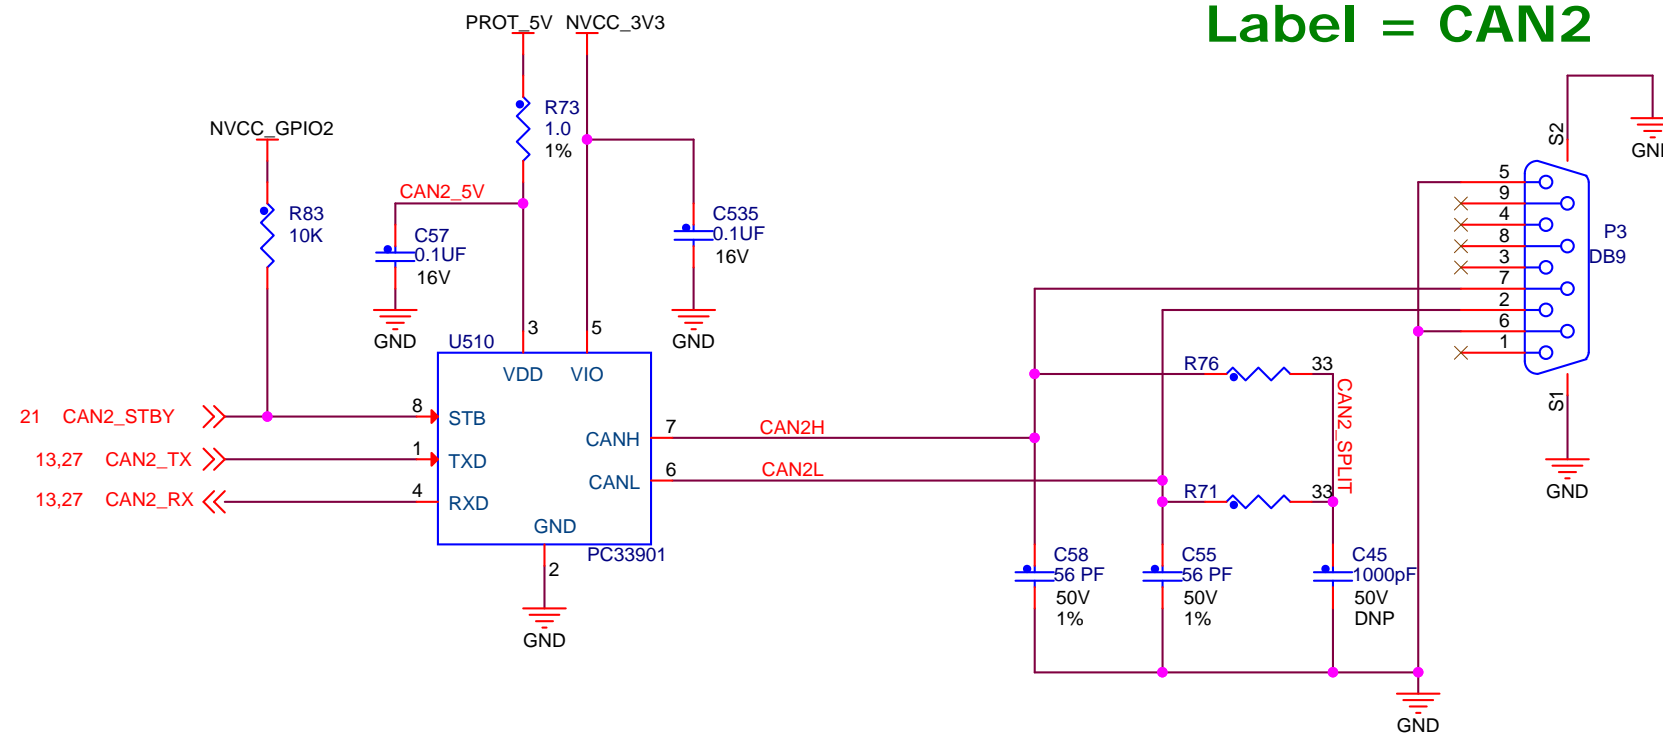 Label = CAN2
PROT_5V
NVCC_3V3
R73
1.0
1%
NVCC_GPIO2
S2
GND
CAN2_5V
R83
10K
C57
0.1UF
16V
C535
0.1UF
16V
5
9
4
8
3
7
2
6
1
P3
DB9
GND
GND
U510
3
5
VDD
VIO
R76
33
CAN2_SPLIT
S1
21
CAN2_STBY
8
STB
13,27
CAN2_TX
1
TXD
13,27
CAN2_RX
4
RXD
CANH
7
CAN2H
CANL
6
CAN2L
R71
33
GND
GND
PC33901
2
GND
C58
56 PF
50V
1%
C55
56 PF
50V
1%
C45
1000pF
50V
DNP
GND